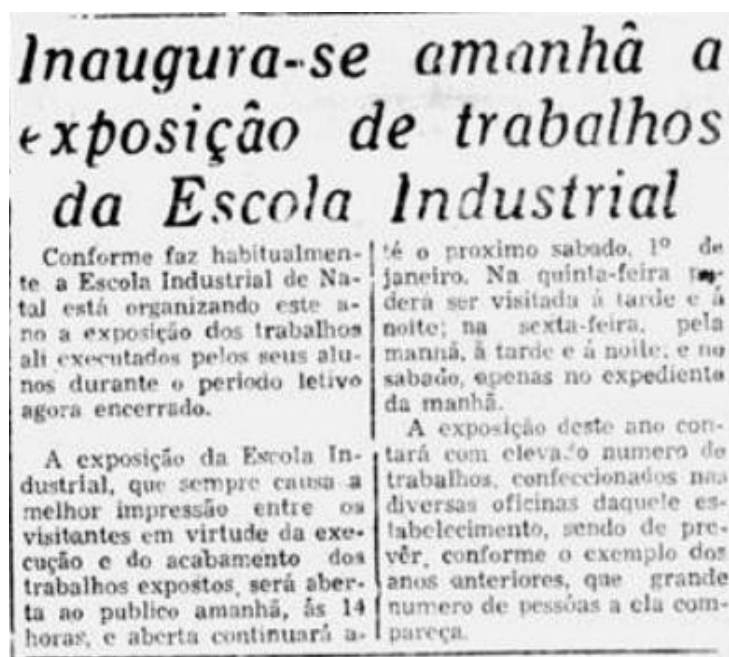 Inaugura-se amanhã a
exposição de trabalhos
da Escola Industrial
Conforme faz habitualmen-
te a Escola Industrial de Na-
tal está organizando este a-
no a exposição dos trabalhos
ali executados pelos seus alu-
nos durante o periodo letivo
agora encerrado.
A exposição da Escola In-
dustrial, que sempre causa a
melhor impressão entre os
visitantes em virtude da exe-
cução e do acabamento dos
trabalhos expostos, será aber-
ta ao publico amanhã, ás 14
horas, e aberta continuará a-
té o proximo sabado, 1º de
janeiro. Na quinta-feira po-
derá ser visitada á tarde e á
noite; na sexta-feira, pela
manhã, à tarde e á noite; e no
sabado, apenas no expediente
da manhã.
A exposição deste ano con-
tará com elevado numero de
trabalhos, confeccionados nas
diversas oficinas daquele es-
tabelecimento, sendo de pre-
vêr, conforme o exemplo dos
anos anteriores, que grande
numero de pessôas a ela com-
pareça.